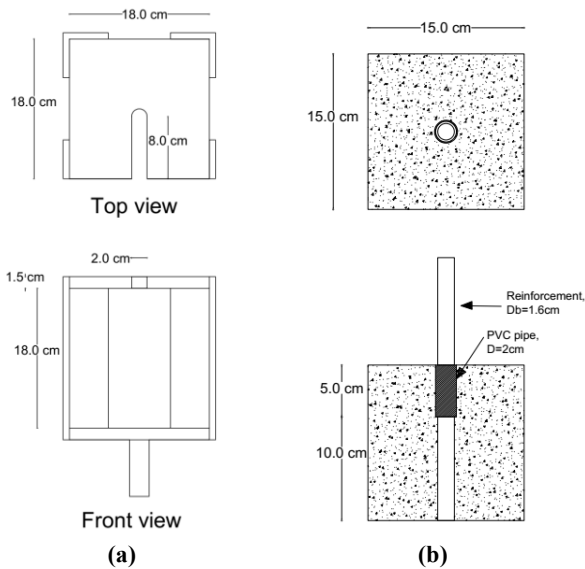 18.0 cm
18.0 cm
8.0 cm
Top view
2.0 cm
1.5 cm
18.0 cm
Front view
(a)
15.0 cm
15.0 cm
Reinforcement,
Db=1.6cm
PVC pipe,
D=2cm
5.0 cm
10.0 cm
(b)